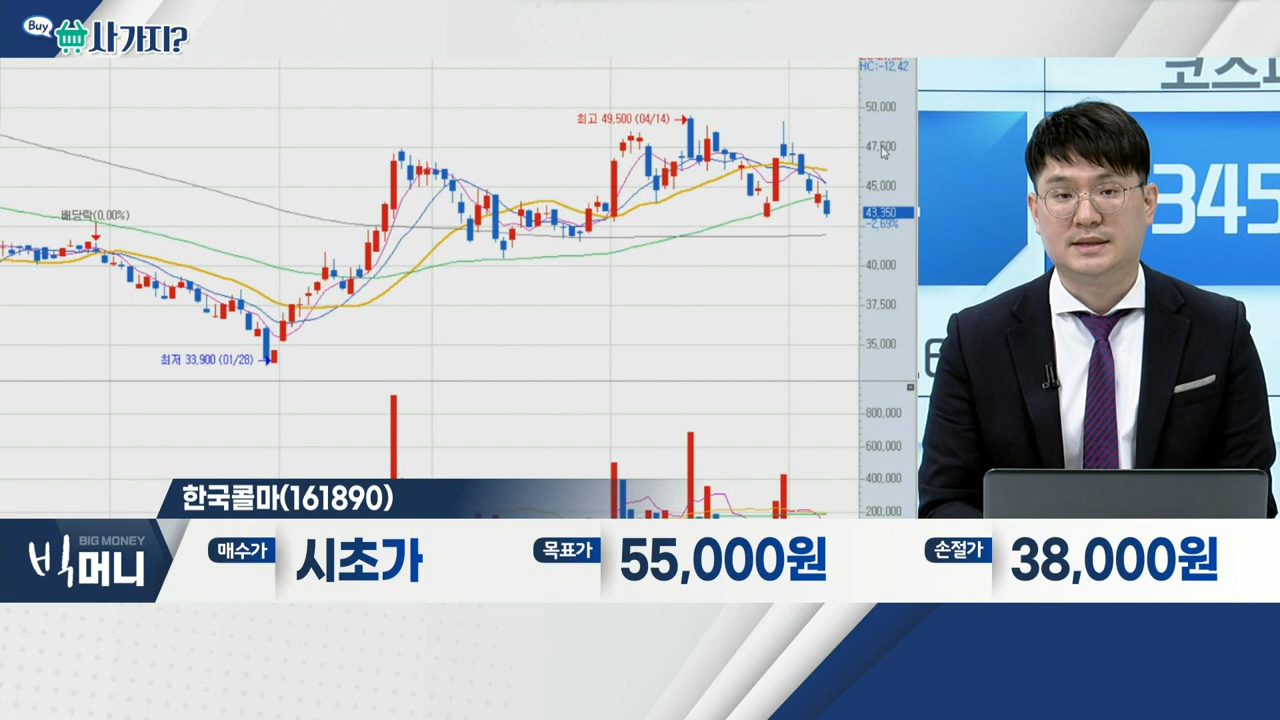 Buy
사가지?
HC:-12,42
코스피
최고 49,500 (04/14)
50,000
47,500
345
45,000
배당락(0,00%)
43,350
-2,69%
40,000
37,500
최저 33,900 (01/28)
35,000
800,000
600,000
400,000
200,000
한국콜마(161890)
BIG MONEY
빅머니
매수가
시초가
목표가
55,000원
손절가
38,000원